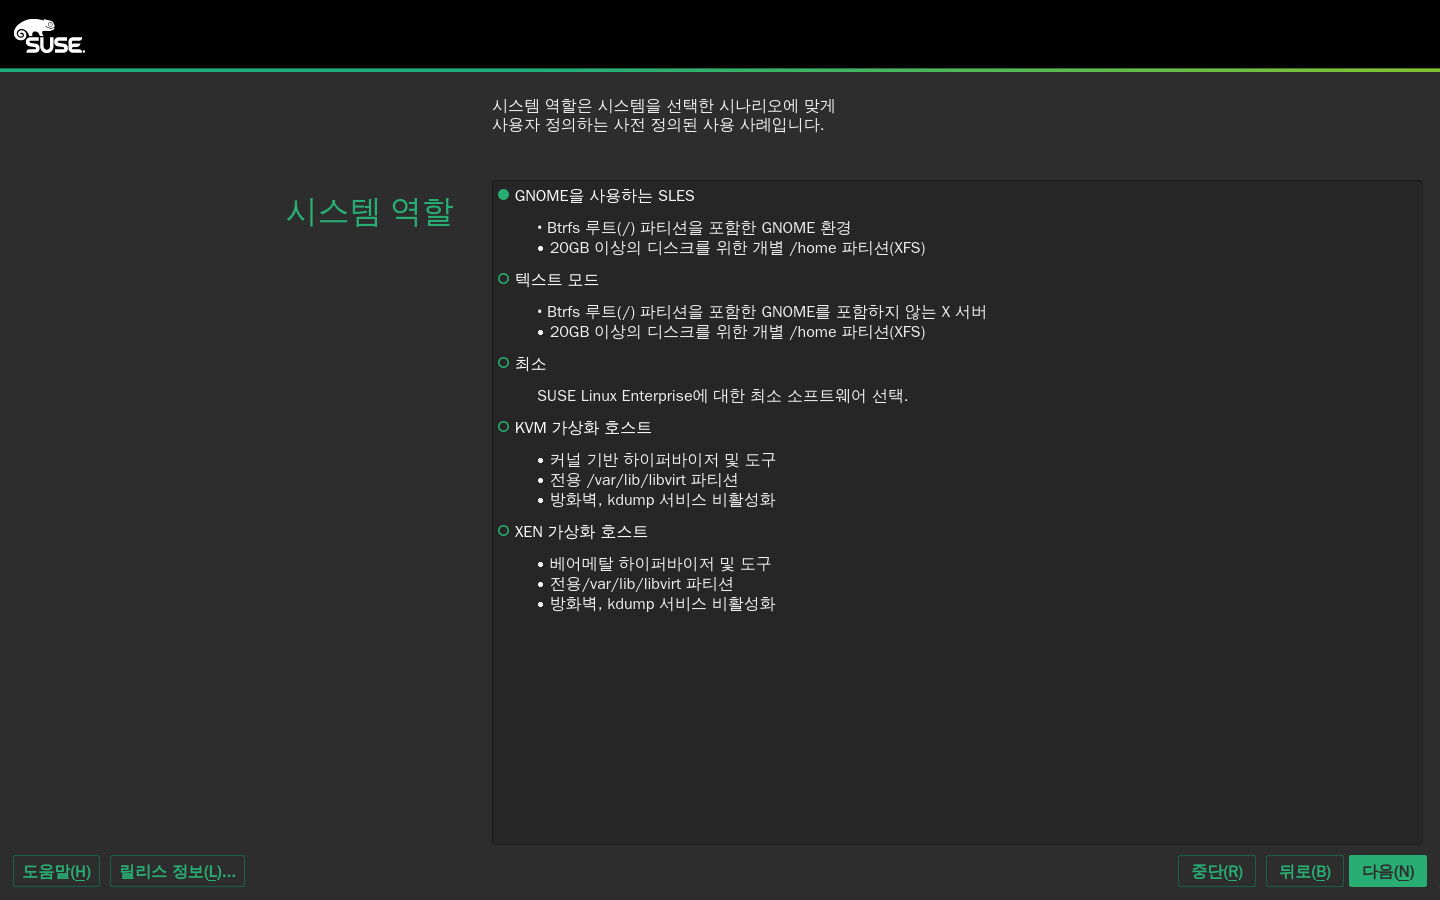 SUSE
시스템 역할은 시스템을 선택한 시나리오에 맞게
사용자 정의하는 사전 정의된 사용 사례입니다.
시스템 역할
GNOME을 사용하는 SLES
• Btrfs 루트(/) 파티션을 포함한 GNOME 환경
• 20GB 이상의 디스크를 위한 개별 /home 파티션(XFS)
텍스트 모드
• Btrfs 루트(/) 파티션을 포함한 GNOME를 포함하지 않는 X 서버
• 20GB 이상의 디스크를 위한 개별 /home 파티션(XFS)
최소
SUSE Linux Enterprise에 대한 최소 소프트웨어 선택.
KVM 가상화 호스트
• 커널 기반 하이퍼바이저 및 도구
• 전용 /var/lib/libvirt 파티션
• 방화벽, kdump 서비스 비활성화
XEN 가상화 호스트
• 베어메탈 하이퍼바이저 및 도구
• 전용/var/lib/libvirt 파티션
• 방화벽, kdump 서비스 비활성화
도움말(H) 릴리스 정보(L)... 중단(R) 뒤로(B) 다음(N)